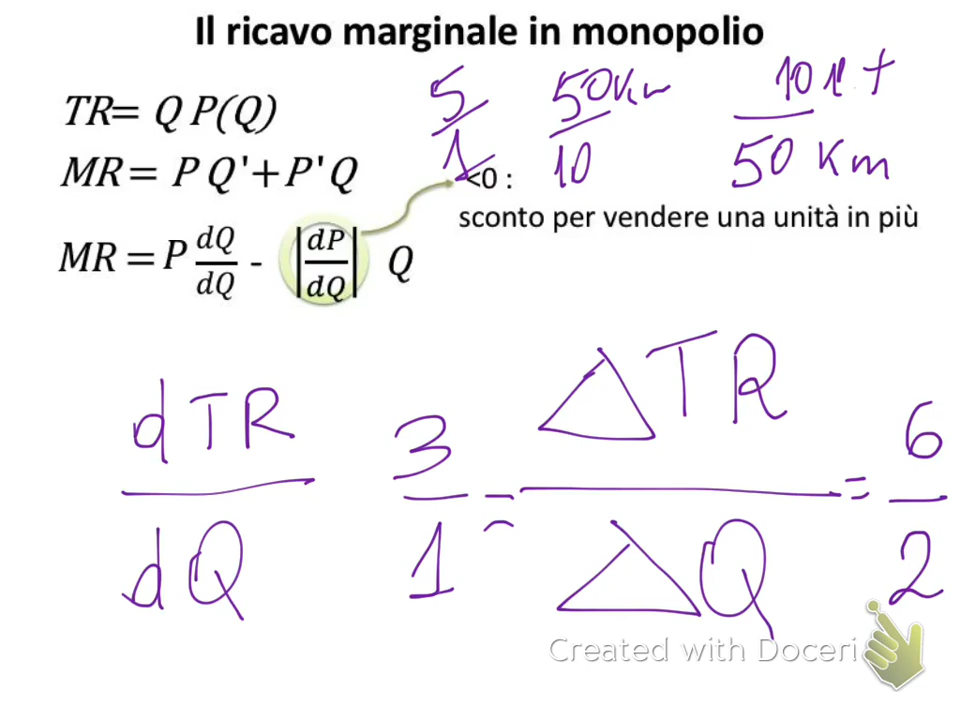 Il ricavo marginale in monopolio
TR= Q P(Q)
5/1 50Km/10 10 lit/50 Km
MR= P Q'+P'Q
<0 :
sconto per vendere una unità in più
MR=P dQ/dQ - |dP/dQ| Q
dTR/dQ 3/1 = ΔTR/ΔQ = 6/2
Created with Doceri